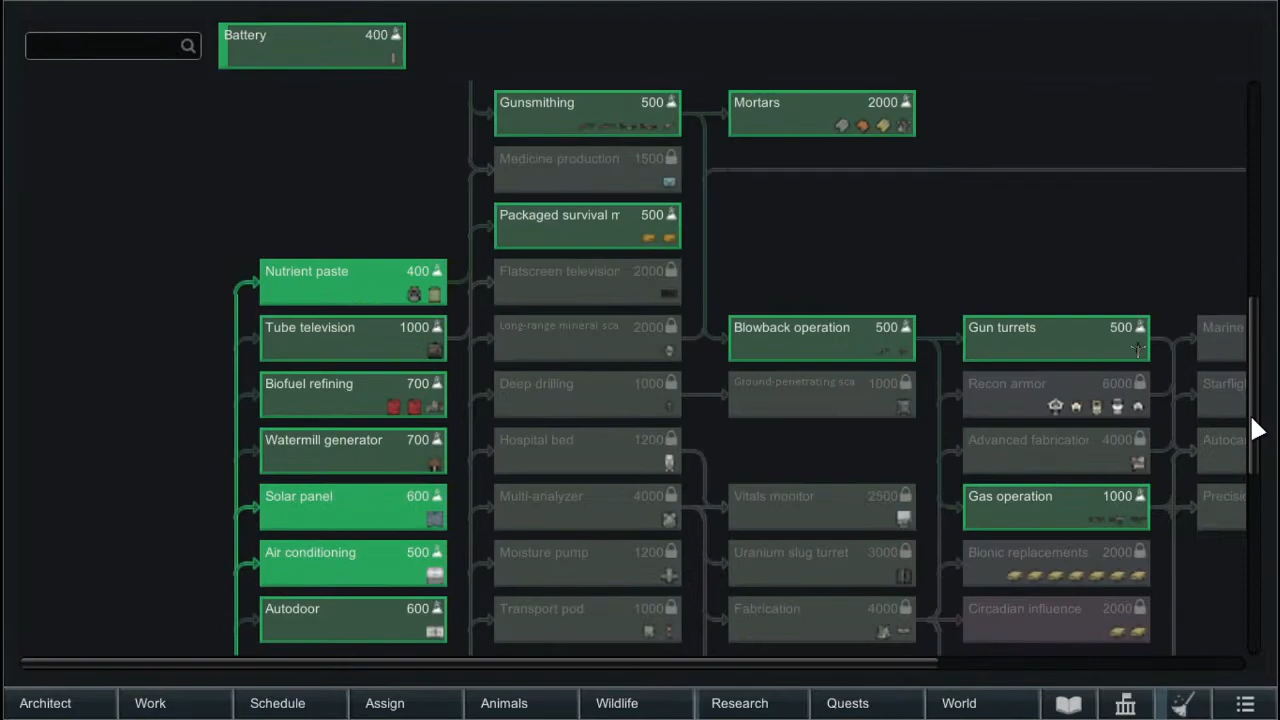 Battery 400
Gunsmithing 500
Mortars 2000
Medicine production 1500
Packaged survival m 500
Nutrient paste 400
Flatscreen television 2000
Tube television 1000
Long-range mineral sca 2000
Blowback operation 500
Gun turrets 500
Marine
Biofuel refining 700
Deep drilling 1000
Ground-penetrating sca 1000
Recon armor 6000
Starfligh
Watermill generator 700
Hospital bed 1200
Advanced fabrication 4000
Autoca
Solar panel 600
Multi-analyzer 4000
Vitals monitor 2500
Gas operation 1000
Precisio
Air conditioning 500
Moisture pump 1200
Uranium slug turret 3000
Bionic replacements 2000
Autodoor 600
Transport pod 1000
Fabrication 4000
Circadian influence 2000
Architect Work Schedule Assign Animals Wildlife Research Quests World